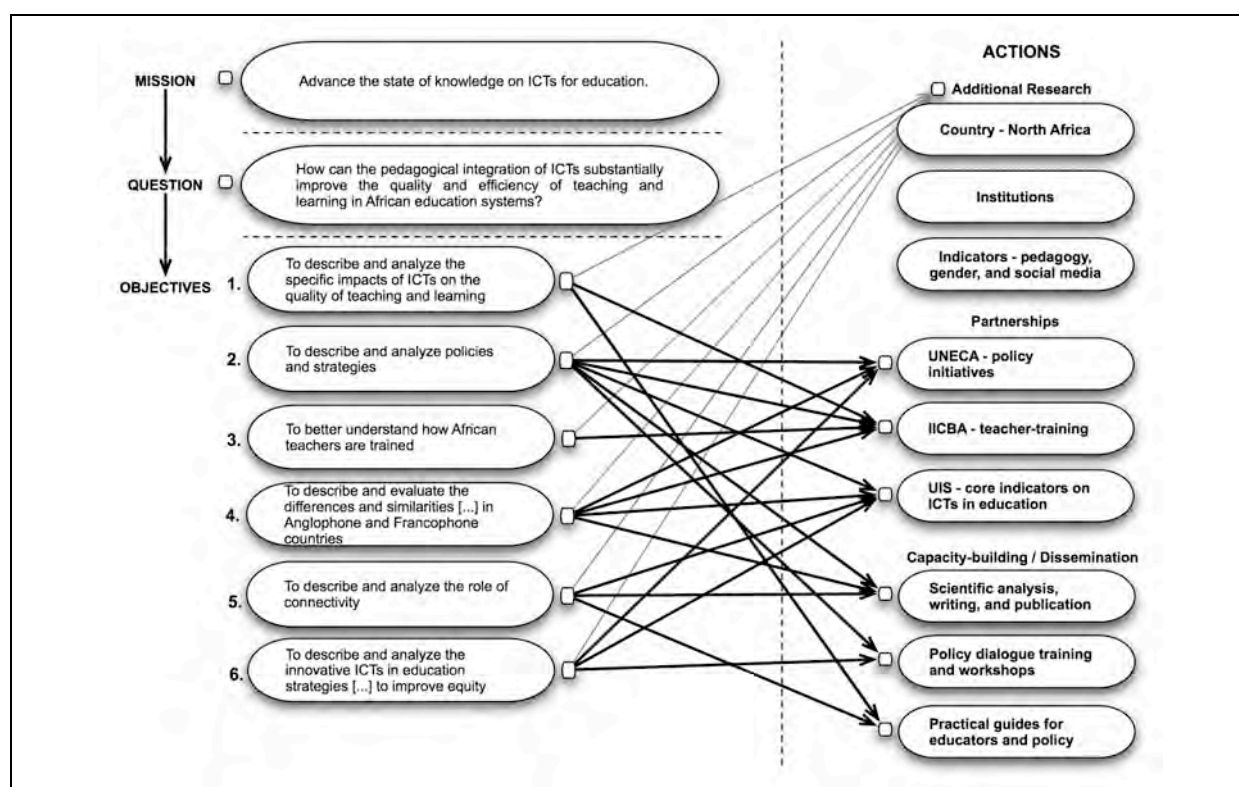 MISSION
Advance the state of knowledge on ICTs for education.
QUESTION
How can the pedagogical integration of ICTs substantially
improve the quality and efficiency of teaching and
learning in African education systems?
OBJECTIVES
1.
To describe and analyze the
specific impacts of ICTs on the
quality of teaching and learning
2.
To describe and analyze policies
and strategies
3.
To better understand how African
teachers are trained
4.
To describe and evaluate the
differences and similarities [...] in
Anglophone and Francophone
countries
5.
To describe and analyze the role of
connectivity
6.
To describe and analyze the
innovative ICTs in education
strategies [...] to improve equity
ACTIONS
Additional Research
Country - North Africa
Institutions
Indicators - pedagogy,
gender, and social media
Partnerships
UNECA - policy
initiatives
IICBA - teacher-training
UIS - core indicators on
ICTs in education
Capacity-building / Dissemination
Scientific analysis,
writing, and publication
Policy dialogue training
and workshops
Practical guides for
educators and policy